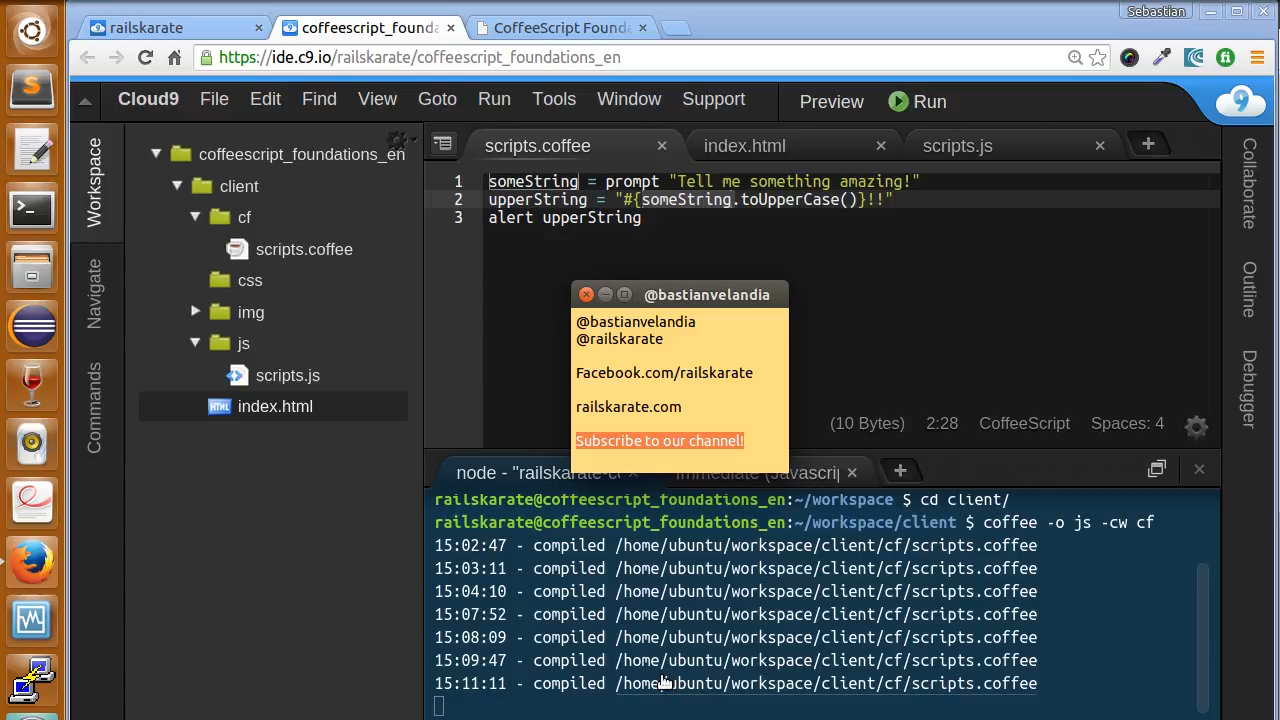 Sebastian
railskarate
coffeescript_founda
CoffeeScript Founda
https://ide.c9.io/railskarate/coffeescript_foundations_en
Cloud9 File Edit Find View Goto Run Tools Window Support Preview Run
Workspace
Navigate
Commands
coffeescript_foundations_en
client
cf
scripts.coffee
css
img
js
scripts.js
index.html
scripts.coffee
index.html
scripts.js
1 someString = prompt "Tell me something amazing!"
2 upperString = "#{someString.toUpperCase()}!!"
3 alert upperString
(10 Bytes) 2:28 CoffeeScript Spaces: 4
Collaborate
Outline
Debugger
@bastianvelandia
@bastianvelandia
@railskarate
Facebook.com/railskarate
railskarate.com
Subscribe to our channel!
node - "railskarate-c
Immediate (Javascrip
railskarate@coffeescript_foundations_en:~/workspace $ cd client/
railskarate@coffeescript_foundations_en:~/workspace/client $ coffee -o js -cw cf
15:02:47 - compiled /home/ubuntu/workspace/client/cf/scripts.coffee
15:03:11 - compiled /home/ubuntu/workspace/client/cf/scripts.coffee
15:04:10 - compiled /home/ubuntu/workspace/client/cf/scripts.coffee
15:07:52 - compiled /home/ubuntu/workspace/client/cf/scripts.coffee
15:08:09 - compiled /home/ubuntu/workspace/client/cf/scripts.coffee
15:09:47 - compiled /home/ubuntu/workspace/client/cf/scripts.coffee
15:11:11 - compiled /home/ubuntu/workspace/client/cf/scripts.coffee